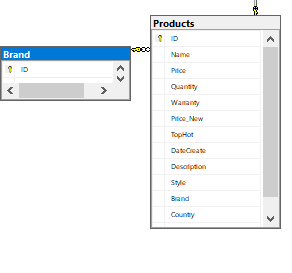 Products
ID
Name
Price
Quantity
Warranty
Price_New
TopHot
DateCreate
Description
Style
Brand
Country
Brand
ID